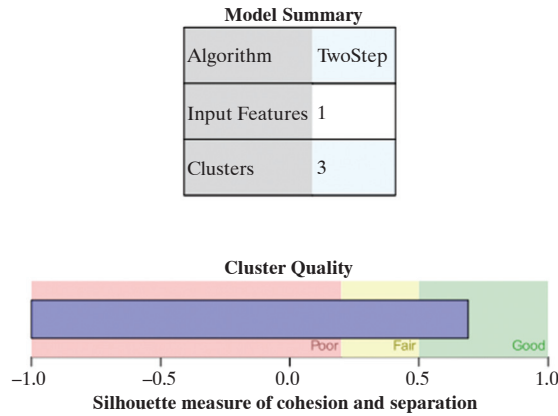 Model Summary
Algorithm TwoStep
Input Features 1
Clusters 3
Cluster Quality
Poor Fair Good
−1.0 −0.5 0.0 0.5 1.0
Silhouette measure of cohesion and separation